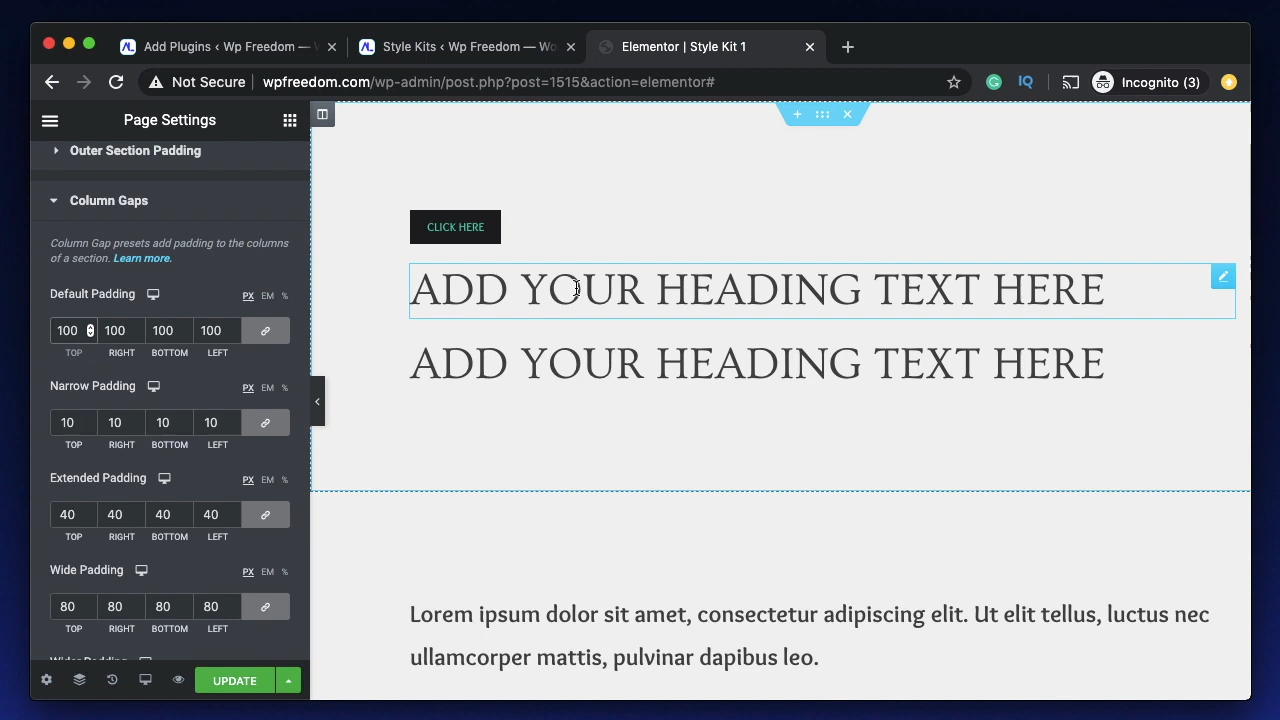 Add Plugins ‹ Wp Freedom —
Style Kits ‹ Wp Freedom — Wo
Elementor | Style Kit 1
Not Secure
wpfreedom.com/wp-admin/post.php?post=1515&action=elementor#
IQ
Incognito (3)
Page Settings
Outer Section Padding
Column Gaps
Column Gap presets add padding to the columns
of a section. Learn more.
Default Padding PX EM %
100 100 100 100
TOP RIGHT BOTTOM LEFT
Narrow Padding PX EM %
10 10 10 10
TOP RIGHT BOTTOM LEFT
Extended Padding PX EM %
40 40 40 40
TOP RIGHT BOTTOM LEFT
Wide Padding PX EM %
80 80 80 80
TOP RIGHT BOTTOM LEFT
Wider Padding
UPDATE
CLICK HERE
ADD YOUR HEADING TEXT HERE
ADD YOUR HEADING TEXT HERE
Lorem ipsum dolor sit amet, consectetur adipiscing elit. Ut elit tellus, luctus nec
ullamcorper mattis, pulvinar dapibus leo.